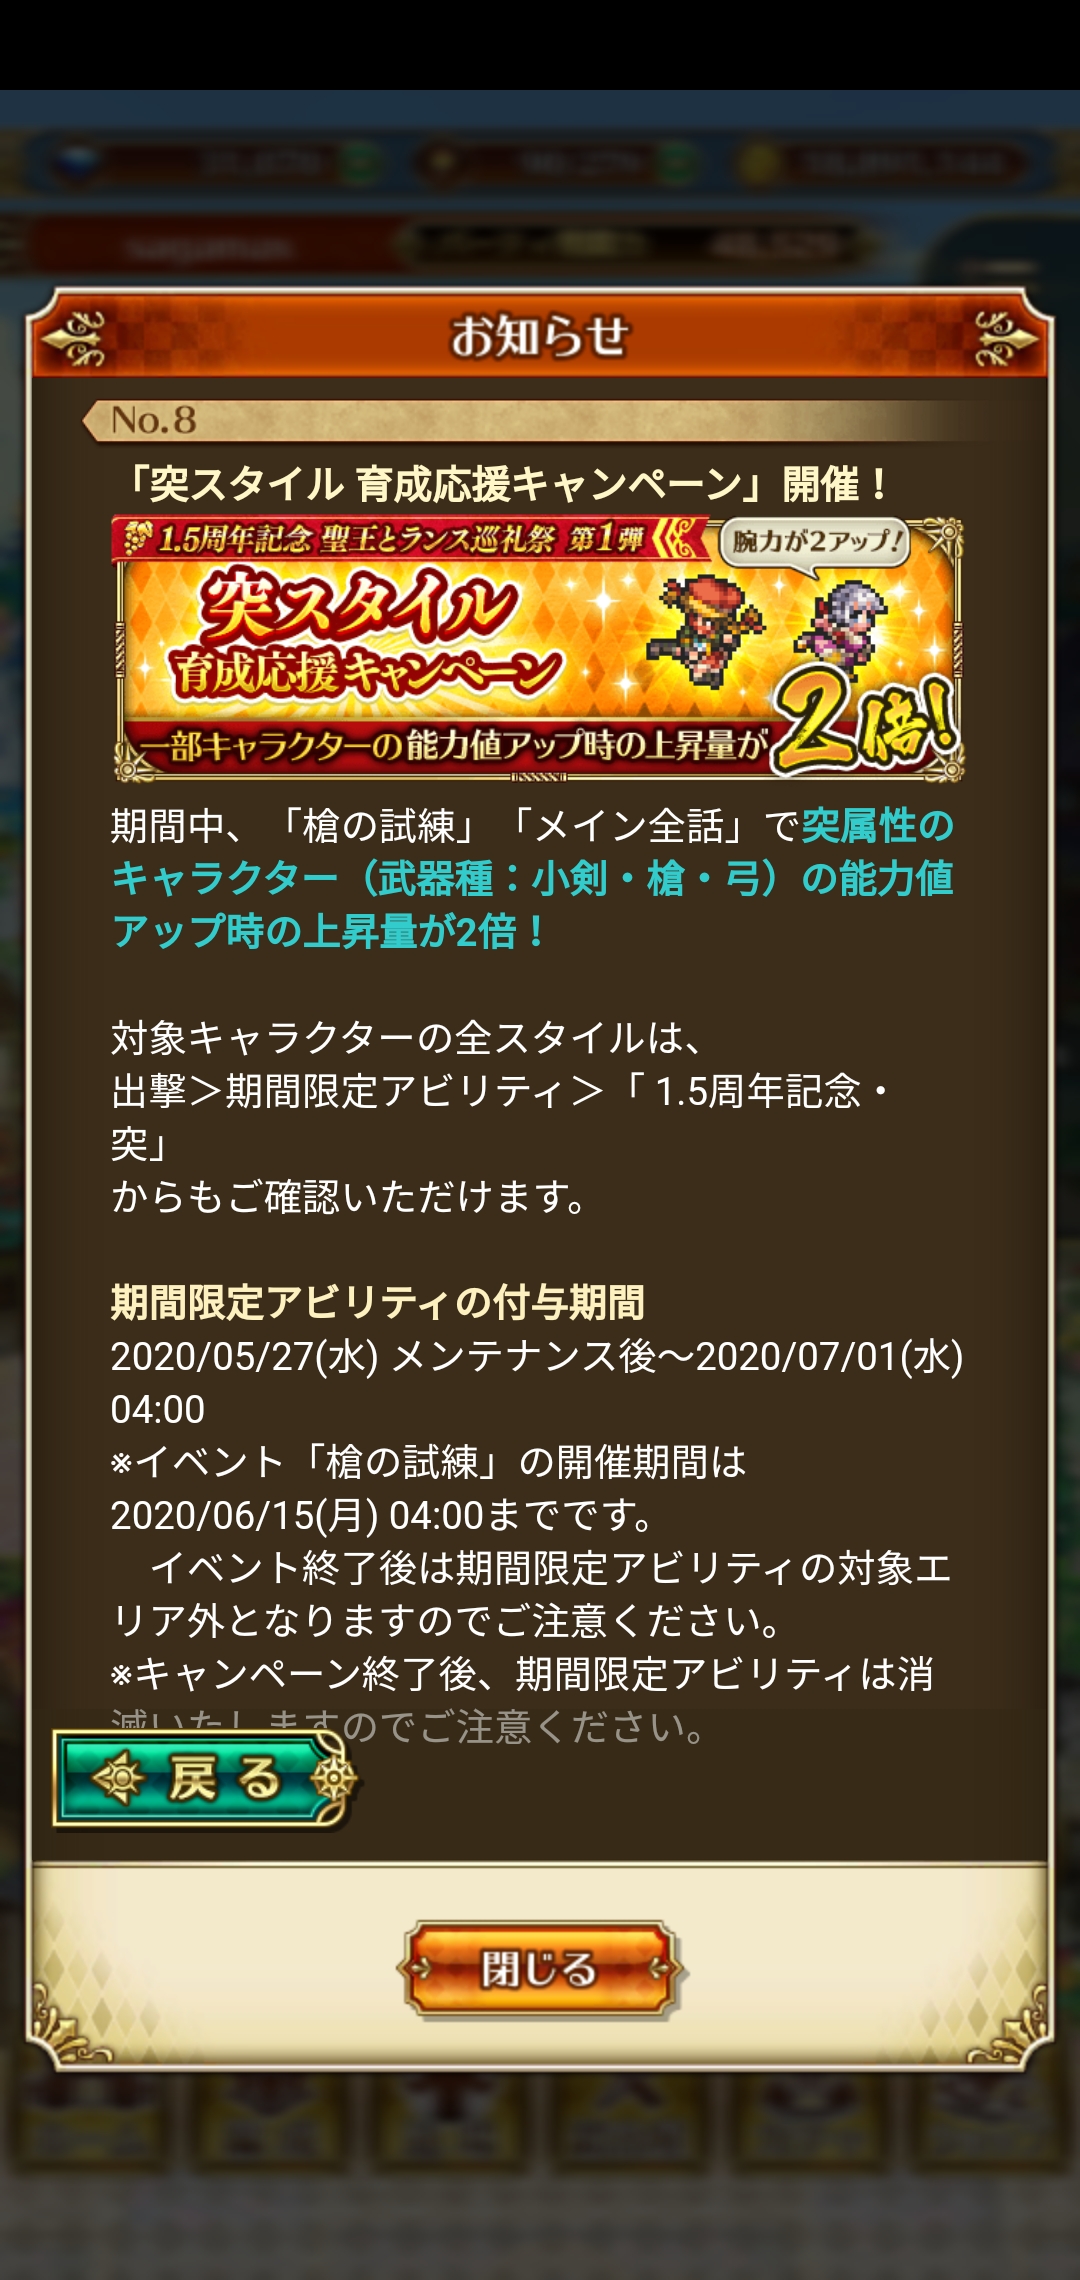 お知らせ
No.8
「突スタイル 育成応援キャンペーン」開催！
1.5周年記念 聖王とランス巡礼祭 第1弾
腕力が2アップ!
突スタイル
育成応援キャンペーン
一部キャラクターの能力値アップ時の上昇量が2倍!
期間中、「槍の試練」「メイン全話」で突属性の
キャラクター（武器種：小剣・槍・弓）の能力値
アップ時の上昇量が2倍！
対象キャラクターの全スタイルは、
出撃＞期間限定アビリティ＞「 1.5周年記念・
突」
からもご確認いただけます。
期間限定アビリティの付与期間
2020/05/27(水) メンテナンス後～2020/07/01(水)
04:00
※イベント「槍の試練」の開催期間は
2020/06/15(月) 04:00までです。
　イベント終了後は期間限定アビリティの対象エ
リア外となりますのでご注意ください。
※キャンペーン終了後、期間限定アビリティは消
滅いたしますのでご注意ください。
戻る
閉じる